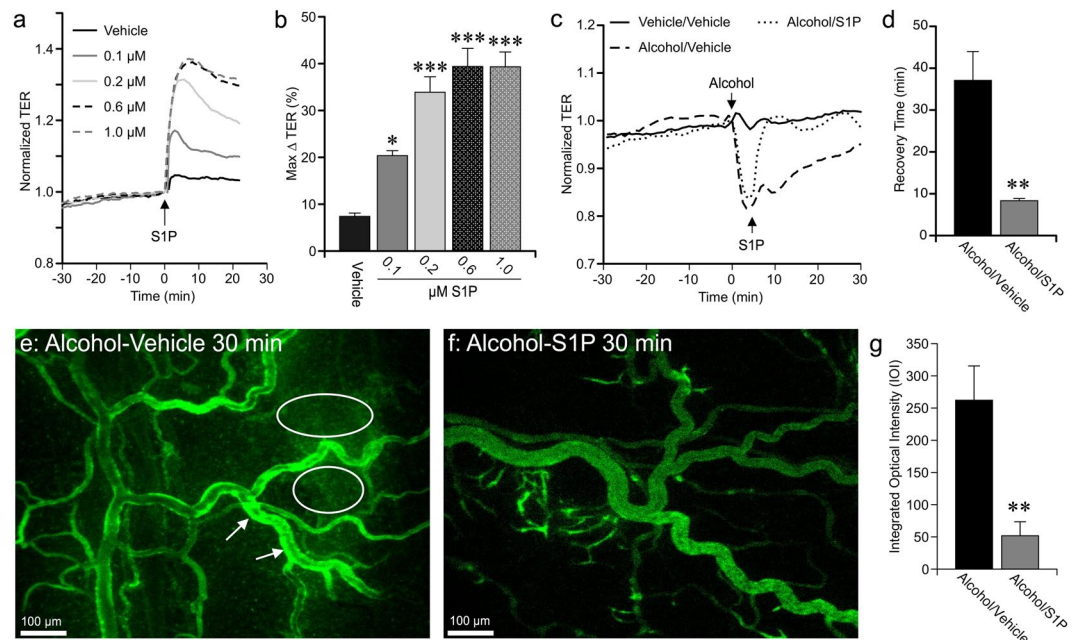 a
Normalized TER
1.4
1.2
1.0
0.8
Vehicle
0.1 µM
0.2 µM
0.6 µM
1.0 µM
S1P
-30 -20 -10 0 10 20 30
Time (min)
b
Max Δ TER (%)
50
40
30
20
10
0
*
***
***
***
Vehicle
0.1
0.2
0.6
1.0
µM S1P
c
Vehicle/Vehicle
Alcohol/S1P
Alcohol/Vehicle
Normalized TER
1.2
1.1
1.0
0.9
0.8
0.7
Alcohol
S1P
-30 -20 -10 0 10 20 30
Time (min)
d
Recovery Time (min)
50
40
30
20
10
0
**
Alcohol/Vehicle
Alcohol/S1P
e: Alcohol-Vehicle 30 min
100 µm
f: Alcohol-S1P 30 min
100 µm
g
Integrated Optical Intensity (IOI)
350
300
250
200
150
100
50
0
**
Alcohol/Vehicle
Alcohol/S1P